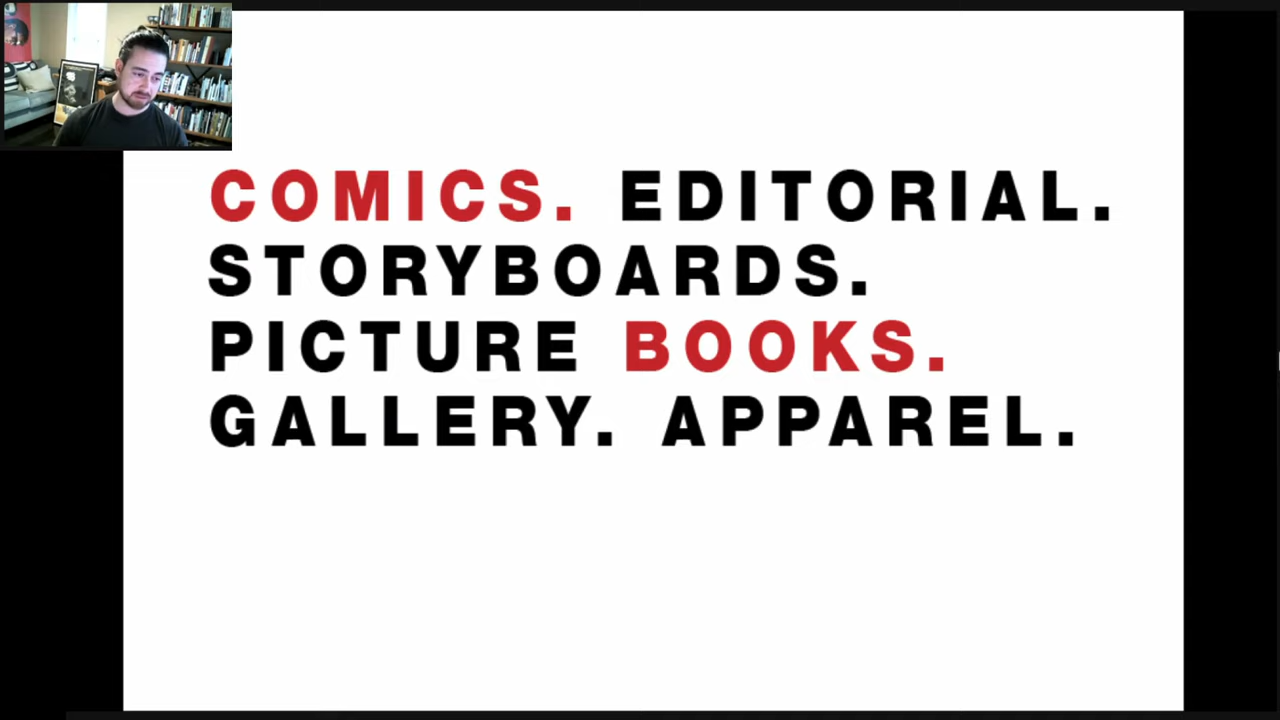 COMICS. EDITORIAL.
STORYBOARDS.
PICTURE BOOKS.
GALLERY. APPAREL.